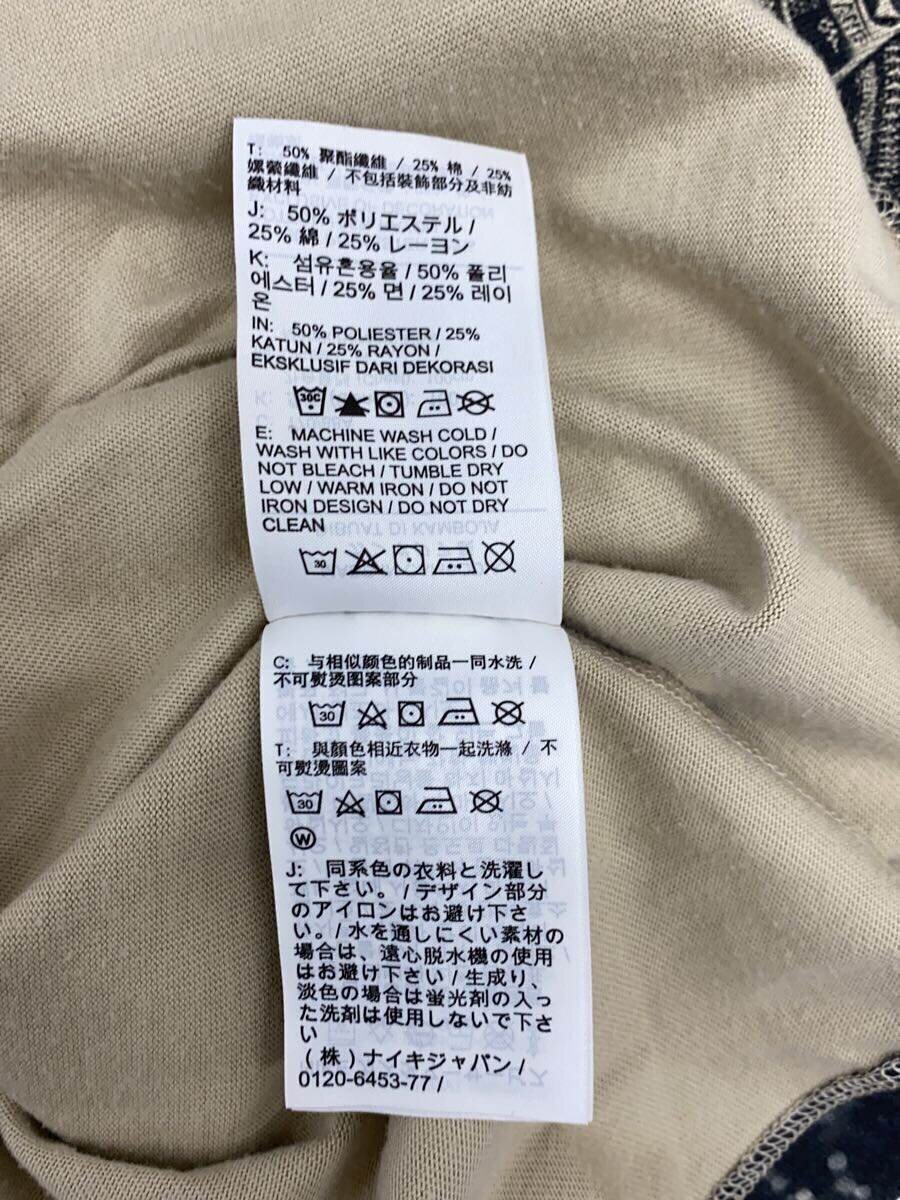 T: 50% 聚酯纖維 / 25% 棉 / 25%
嫘縈纖維 / 不包括裝飾部分及非紡
織材料
J: 50% ポリエステル /
25% 綿 / 25% レーヨン
K: 섬유혼용율 / 50% 폴리
에스터 / 25% 면 / 25% 레이
온
IN: 50% POLIESTER / 25%
KATUN / 25% RAYON /
EKSKLUSIF DARI DEKORASI
30C
E: MACHINE WASH COLD /
WASH WITH LIKE COLORS / DO
NOT BLEACH / TUMBLE DRY
LOW / WARM IRON / DO NOT
IRON DESIGN / DO NOT DRY
CLEAN
30
C: 与相似颜色的制品一同水洗 /
不可熨烫图案部分
30
T: 與顏色相近衣物一起洗滌 / 不
可熨燙圖案
30
W
J: 同系色の衣料と洗濯し
て下さい。/ デザイン部分
のアイロンはお避け下さ
い。/ 水を通しにくい素材の
場合は、遠心脱水機の使用
はお避け下さい / 生成り、
淡色の場合は蛍光剤の入っ
た洗剤は使用しないで下さ
い
(株) ナイキジャパン /
0120-6453-77 /